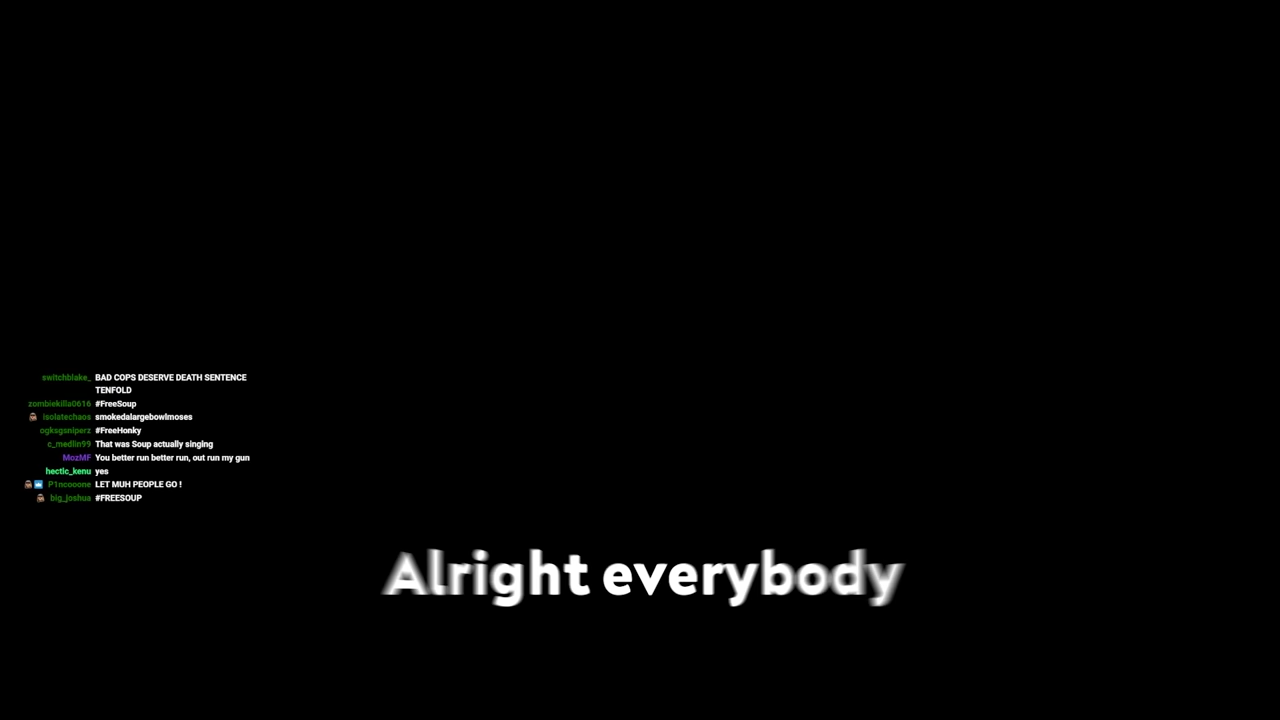 switchblake_ BAD COPS DESERVE DEATH SENTENCE
TENFOLD
zombiekilla0616 #FreeSoup
isolatechaos smokedalargebowlmoses
ogksgsniperz #FreeHonky
c_medlin99 That was Soup actually singing
MozMF You better run better run, out run my gun
hectic_kenu yes
P1ncooone LET MUH PEOPLE GO !
big_joshua #FREESOUP
Alright everybody